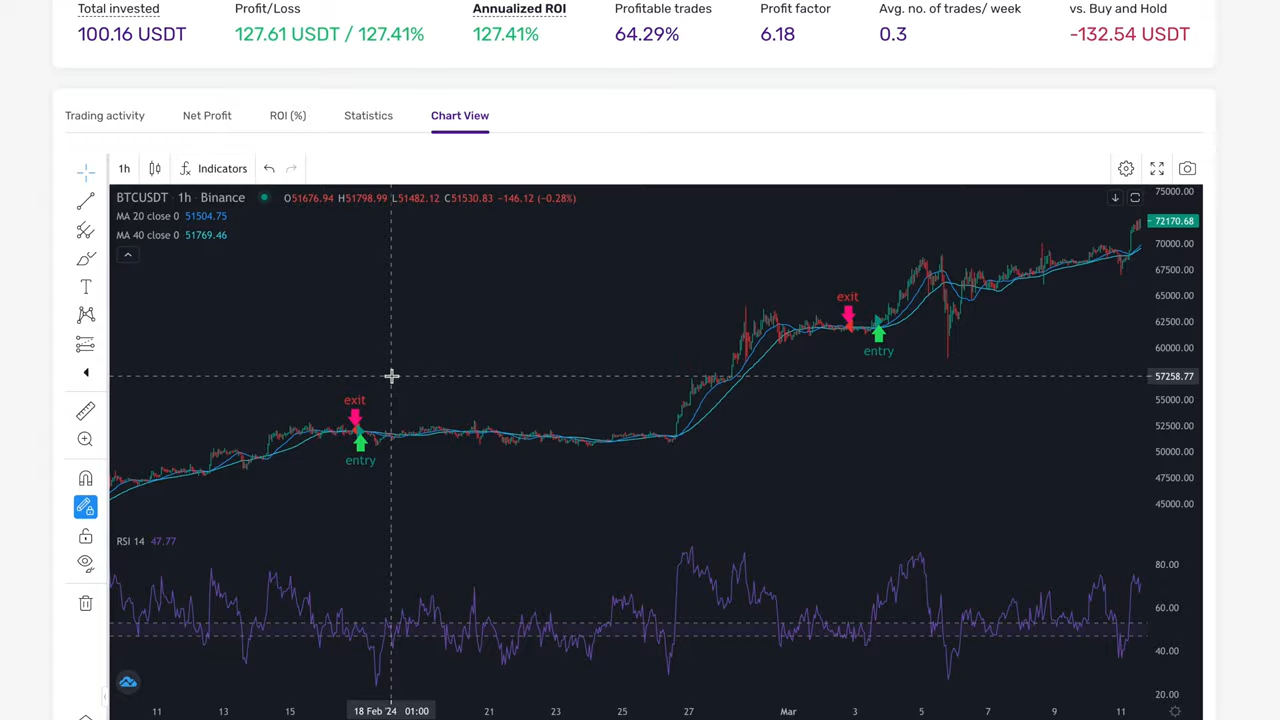 Total invested Profit/Loss Annualized ROI Profitable trades Profit factor Avg. no. of trades/ week vs. Buy and Hold
100.16 USDT 127.61 USDT / 127.41% 127.41% 64.29% 6.18 0.3 -132.54 USDT
Trading activity Net Profit ROI (%) Statistics Chart View
1h Indicators
BTCUSDT · 1h · Binance O51676.94 H51798.99 L51482.12 C51530.83 -146.12 (-0.28%)
MA 20 close 0 51504.75
MA 40 close 0 51769.46
75000.00
72170.68
70000.00
67500.00
65000.00
exit
62500.00
entry
60000.00
57258.77
exit
55000.00
52500.00
entry
50000.00
47500.00
45000.00
RSI 14 47.77
80.00
60.00
40.00
20.00
11 13 15 18 Feb '24 01:00 21 23 25 27 Mar 3 5 7 9 11